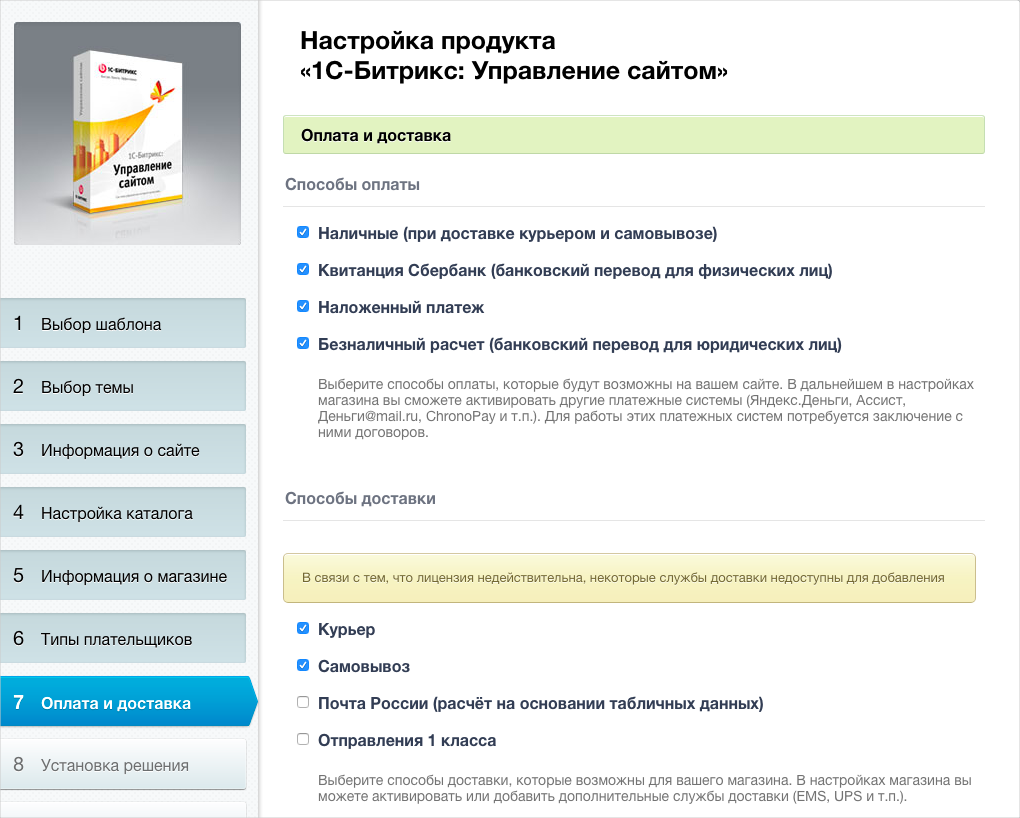 1С-БИТРИКС
1С-Битрикс:
Управление
сайтом
Настройка продукта
«1С-Битрикс: Управление сайтом»
Оплата и доставка
Способы оплаты
Наличные (при доставке курьером и самовывозе)
Квитанция Сбербанк (банковский перевод для физических лиц)
Наложенный платеж
Безналичный расчет (банковский перевод для юридических лиц)
Выберите способы оплаты, которые будут возможны на вашем сайте. В дальнейшем в настройках
магазина вы сможете активировать другие платежные системы (Яндекс.Деньги, Ассист,
Деньги@mail.ru, ChronoPay и т.п.). Для работы этих платежных систем потребуется заключение с
ними договоров.
Способы доставки
В связи с тем, что лицензия недействительна, некоторые службы доставки недоступны для добавления
Курьер
Самовывоз
Почта России (расчёт на основании табличных данных)
Отправления 1 класса
Выберите способы доставки, которые возможны для вашего магазина. В настройках магазина вы
можете активировать или добавить дополнительные службы доставки (EMS, UPS и т.п.).
1 Выбор шаблона
2 Выбор темы
3 Информация о сайте
4 Настройка каталога
5 Информация о магазине
6 Типы плательщиков
7 Оплата и доставка
8 Установка решения